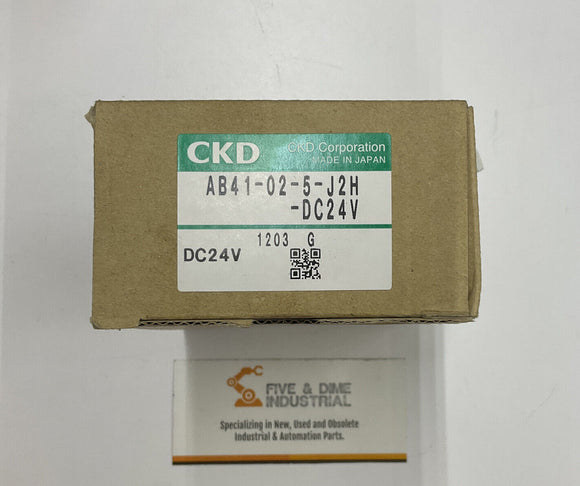 CKD
CKD Corporation
MADE IN JAPAN
AB41-02-5-J2H
-DC24V
1203 G
DC24V
FIVE & DIME
INDUSTRIAL
Specializing in New, Used and Obsolete
Industrial & Automation Parts.